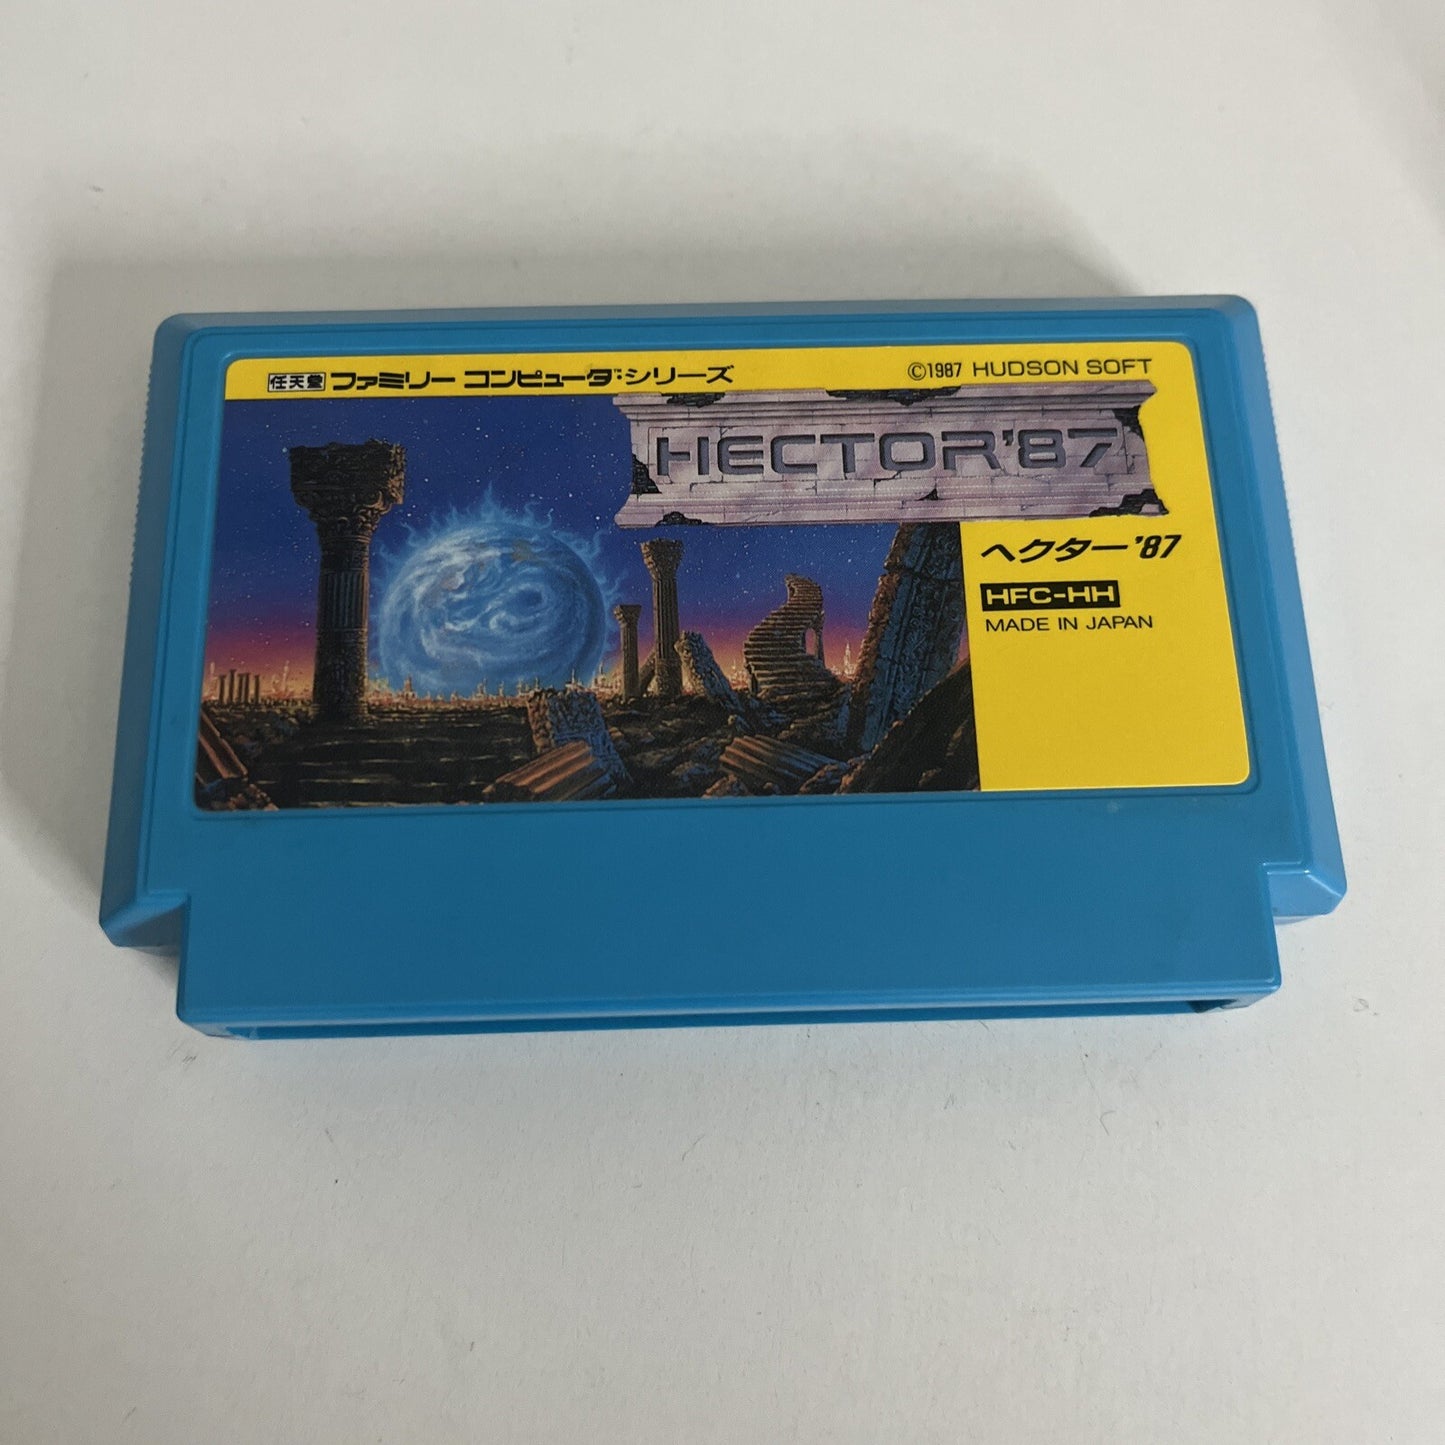 任天堂 ファミリー コンピュータ・シリーズ
©1987 HUDSON SOFT
HECTOR'87
ヘクター'87
HFC-HH
MADE IN JAPAN